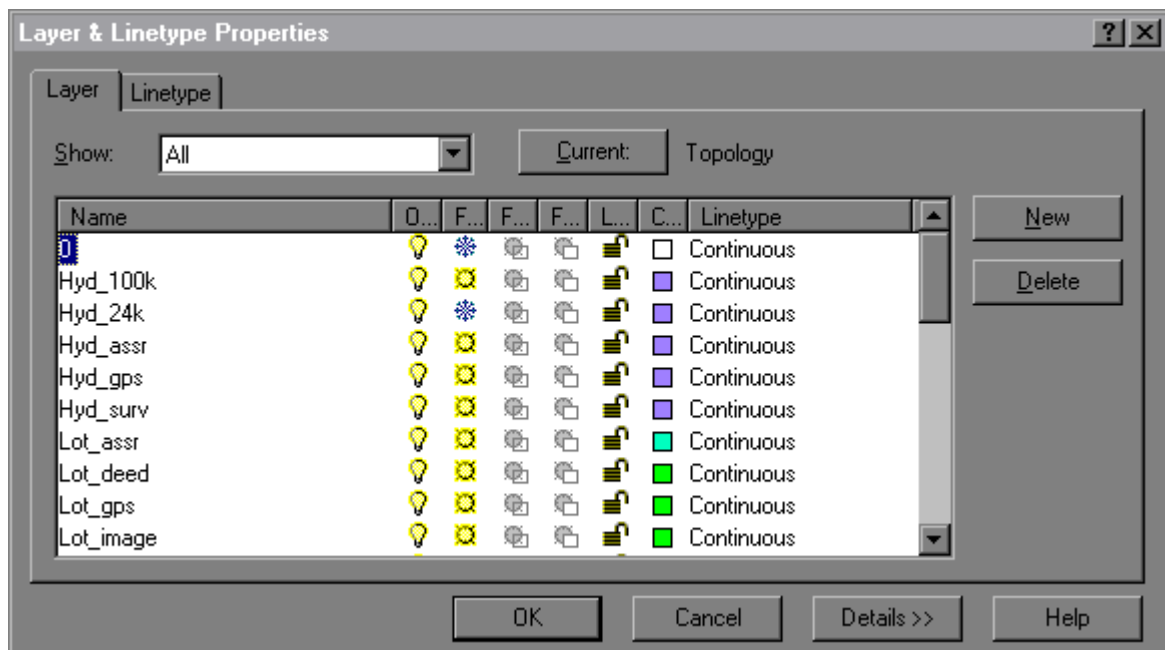 Layer & Linetype Properties
Layer Linetype
Show: All Current: Topology
Name O... F... F... F... L... C... Linetype
0 Continuous
Hyd_100k Continuous
Hyd_24k Continuous
Hyd_assr Continuous
Hyd_gps Continuous
Hyd_surv Continuous
Lot_assr Continuous
Lot_deed Continuous
Lot_gps Continuous
Lot_image Continuous
New
Delete
OK Cancel Details >> Help